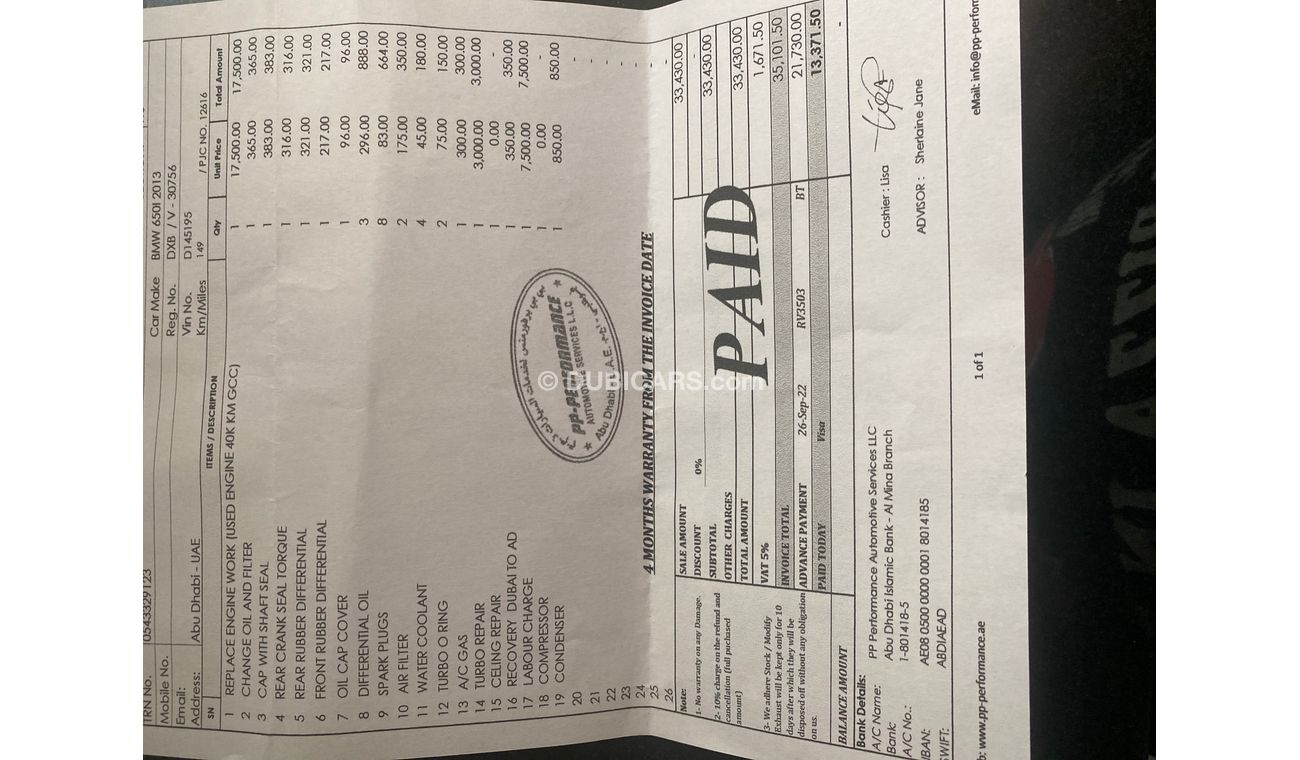 TRN No. 0543329123
Mobile No.
Email:
Address: Abu Dhabi - UAE
Car Make BMW 650I 2013
Reg. No. DXB / V - 30756
Vin No. D145195
Km/Miles 149 / PJC NO. 12616
SN ITEMS / DESCRIPTION Qty Unit Price Total Amount
1 REPLACE ENGINE WORK (USED ENGINE 40K KM GCC) 1 17,500.00 17,500.00
2 CHANGE OIL AND FILTER 1 365.00 365.00
3 CAP WITH SHAFT SEAL 1 383.00 383.00
4 REAR CRANK SEAL TORQUE 1 316.00 316.00
5 REAR RUBBER DIFFERENTIAL 1 321.00 321.00
6 FRONT RUBBER DIFFERENTIAL 1 217.00 217.00
7 OIL CAP COVER 1 96.00 96.00
8 DIFFERENTIAL OIL 3 296.00 888.00
9 SPARK PLUGS 8 83.00 664.00
10 AIR FILTER 2 175.00 350.00
11 WATER COOLANT 4 45.00 180.00
12 TURBO O RING 2 75.00 150.00
13 A/C GAS 1 300.00 300.00
14 TURBO REPAIR 1 3,000.00 3,000.00
15 CELING REPAIR 1 0.00 -
16 RECOVERY DUBAI TO AD 1 350.00 350.00
17 LABOUR CHARGE 1 7,500.00 7,500.00
18 COMPRESSOR 1 0.00 -
19 CONDENSER 1 850.00 850.00
20 -
21 -
22 -
23 -
24 -
25 -
26 -
PP-PERFORMANCE
AUTOMOTIVE SERVICES L.L.C
© DUBICARS.com
4 MONTHS WARRANTY FROM THE INVOICE DATE
Note:
1- No warranty on any Damage.
2- 10% charge on the refund and
cancellation (full puchased
amount)
3- We adhere Stock / Modify
Exhaust will be kept only for 10
days after which they will be
disposed off without any obligation
on us.
SALE AMOUNT 33,430.00
DISCOUNT 0% -
SUBTOTAL 33,430.00
OTHER CHARGES
TOTAL AMOUNT 33,430.00
VAT 5% 1,671.50
INVOICE TOTAL 35,101.50
ADVANCE PAYMENT 26-Sep-22 RV3503 BT 21,730.00
PAID TODAY Visa 13,371.50
BALANCE AMOUNT -
PAID
Bank Details:
A/C Name: PP Performance Automotive Services LLC
Bank: Abu Dhabi Islamic Bank - Al Mina Branch
A/C No.: 1-801418-5
IBAN: AE08 0500 0000 0001 8014185
SWIFT: ABDIAEAD
Cashier : Lisa
ADVISOR : Sherlaine Jane
b: www.pp-performance.ae
1 of 1
eMail: info@pp-perform